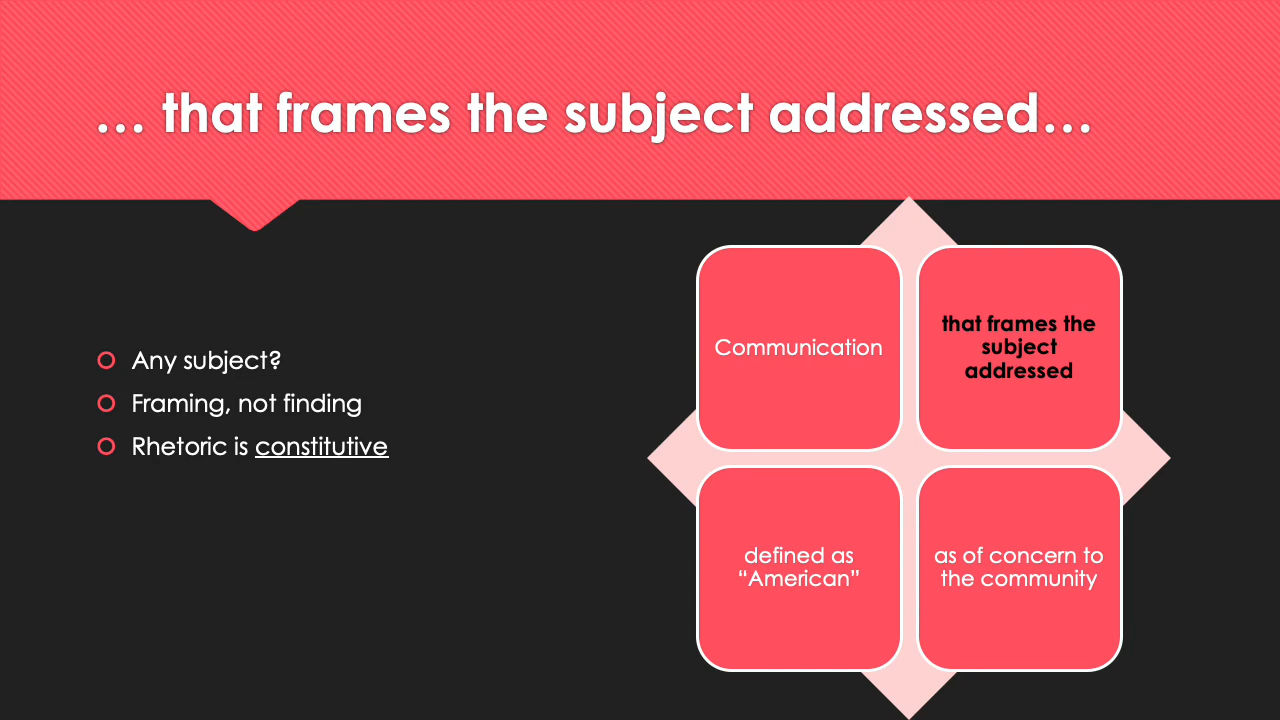 … that frames the subject addressed…
Any subject?
Framing, not finding
Rhetoric is constitutive
Communication
that frames the
subject
addressed
defined as
“American”
as of concern to
the community